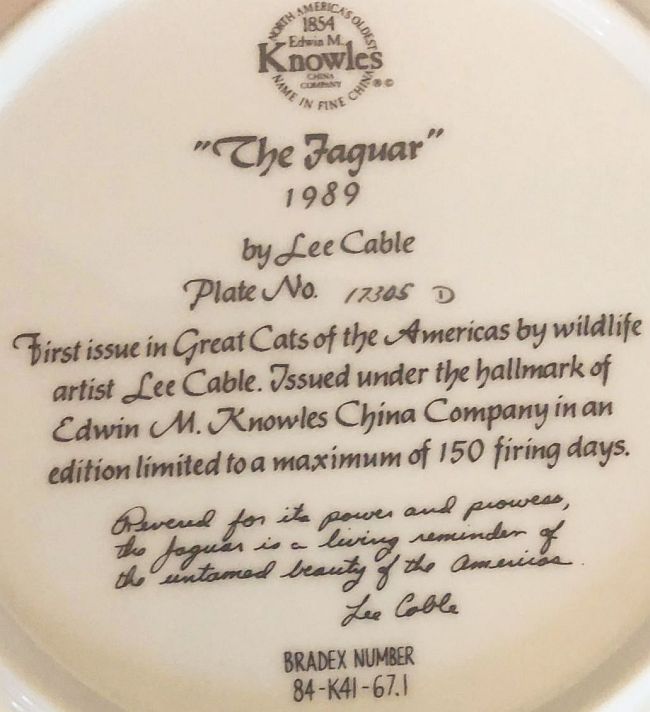 NORTH AMERICA'S OLDEST
1854
Edwin M.
Knowles
CHINA
COMPANY
®©
NAME IN FINE CHINA
"The Jaguar"
1989
by Lee Cable
Plate No. 17305 D
First issue in Great Cats of the Americas by wildlife
artist Lee Cable. Issued under the hallmark of
Edwin M. Knowles China Company in an
edition limited to a maximum of 150 firing days.
Revered for its power and prowess,
the Jaguar is a living reminder of
the untamed beauty of the Americas.
Lee Cable
BRADEX NUMBER
84-K41-67.1